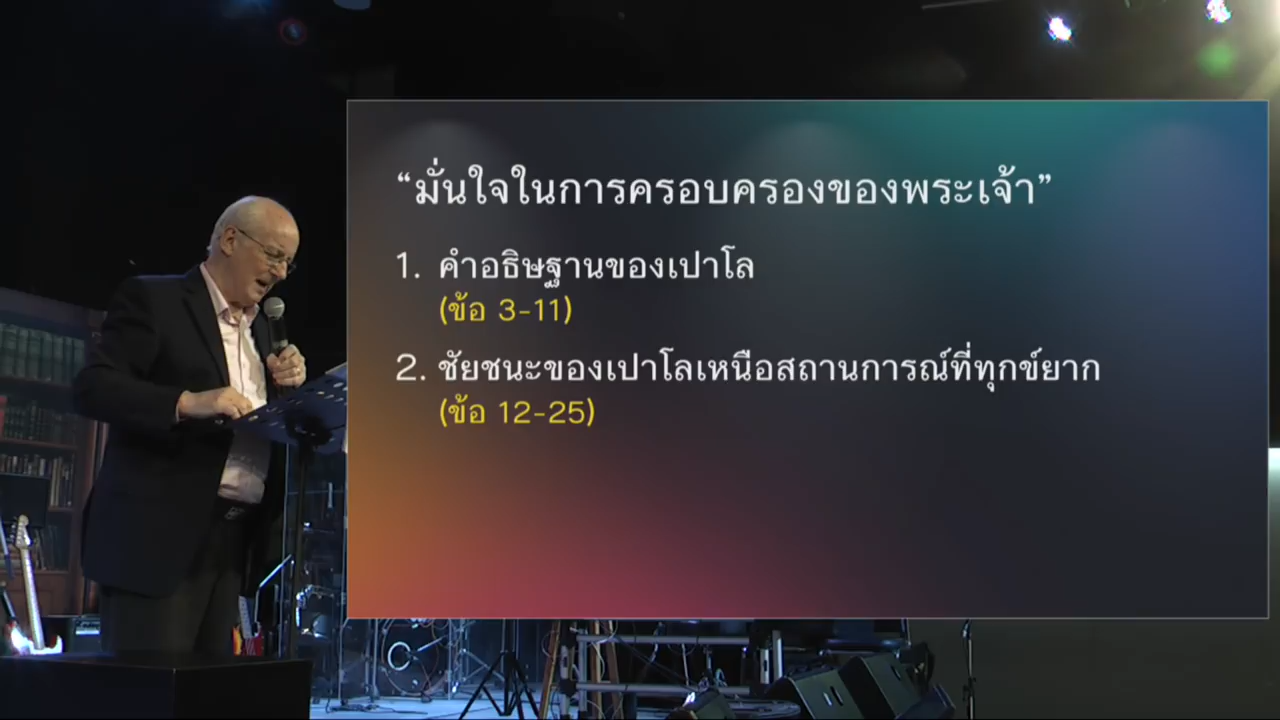 “มั่นใจในการครอบครองของพระเจ้า”
1. คำอธิษฐานของเปาโล
(ข้อ 3-11)
2. ชัยชนะของเปาโลเหนือสถานการณ์ที่ทุกข์ยาก
(ข้อ 12-25)